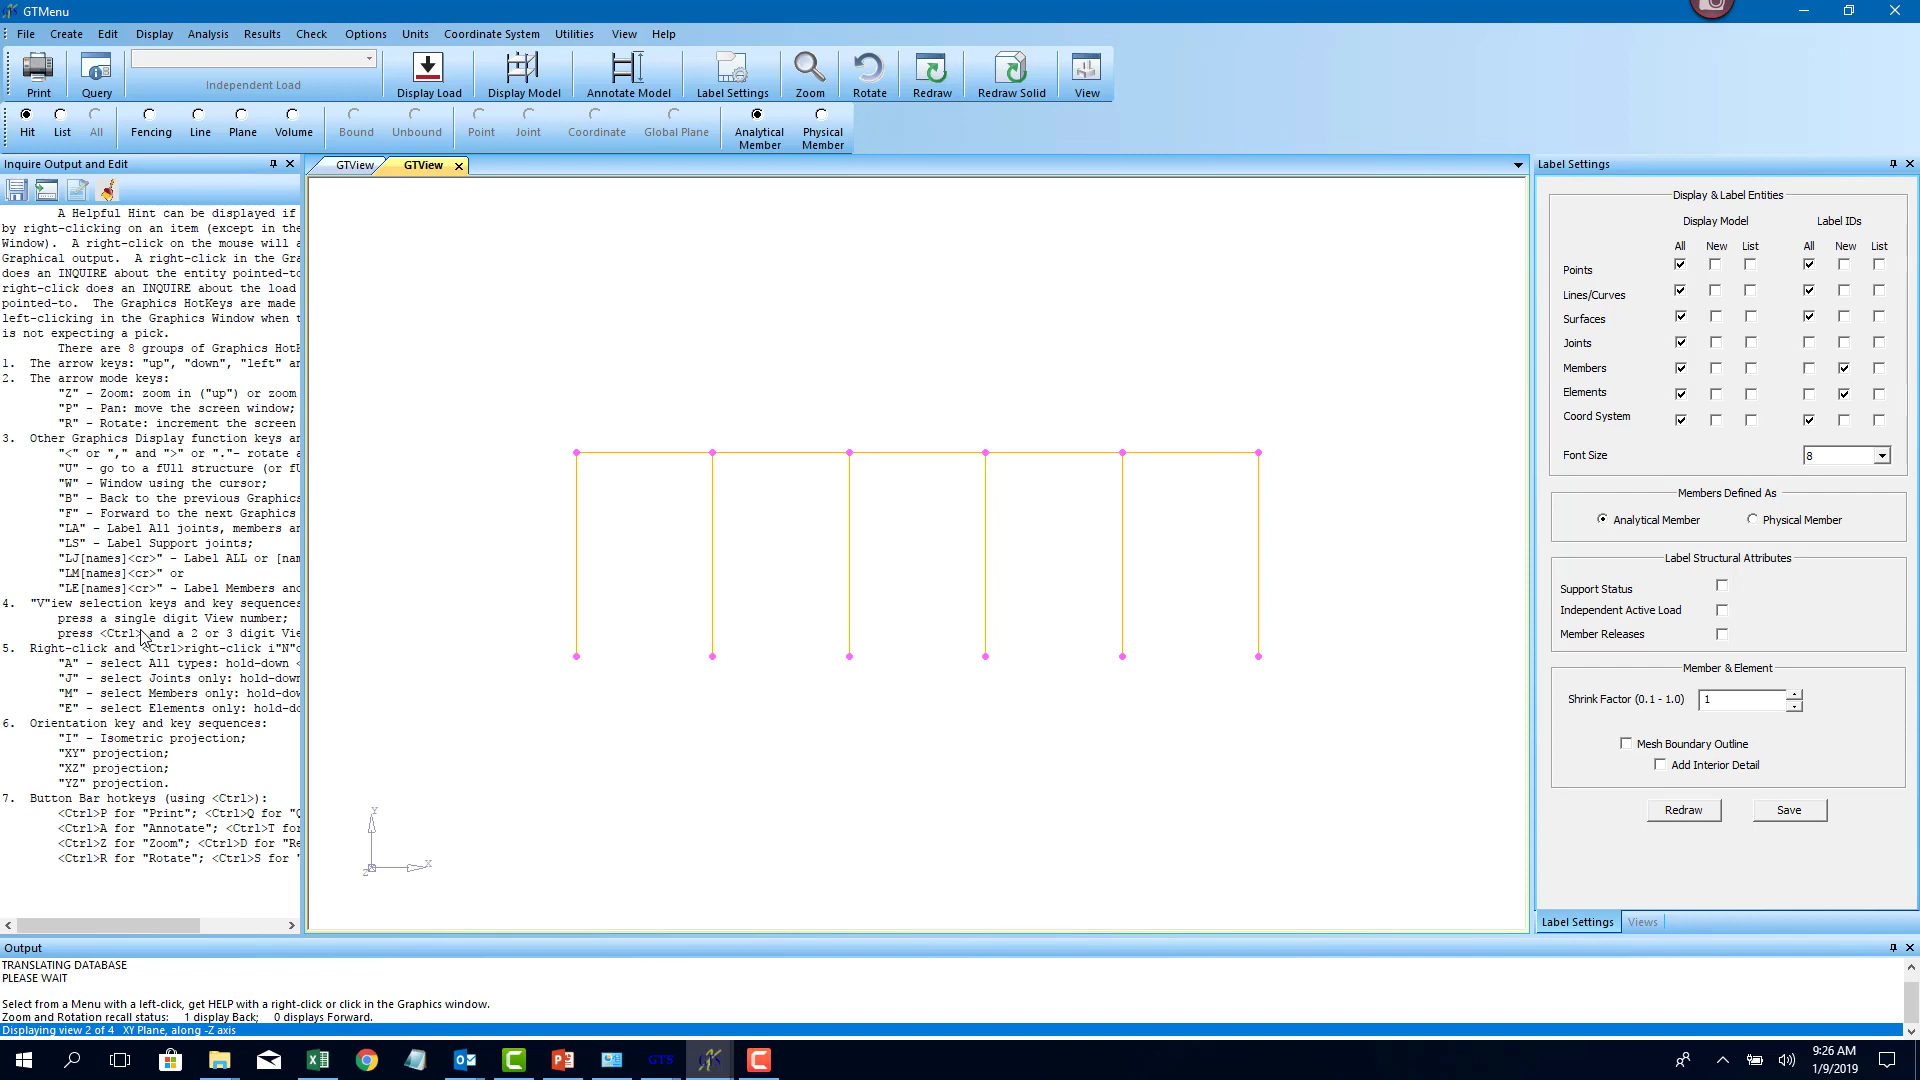 GTMenu
File Create Edit Display Analysis Results Check Options Units Coordinate System Utilities View Help
Independent Load
Print Query Display Load Display Model Annotate Model Label Settings Zoom Rotate Redraw Redraw Solid View
Hit List All Fencing Line Plane Volume Bound Unbound Point Joint Coordinate Global Plane Analytical Member Physical Member
Inquire Output and Edit
GTView GTView
A Helpful Hint can be displayed if
by right-clicking on an item (except in the
Window). A right-click on the mouse will a
Graphical output. A right-click in the Gra
does an INQUIRE about the entity pointed-to
right-click does an INQUIRE about the load
pointed-to. The Graphics HotKeys are made
left-clicking in the Graphics Window when t
is not expecting a pick.
There are 8 groups of Graphics HotK
1. The arrow keys: "up", "down", "left" an
2. The arrow mode keys:
"Z" - Zoom: zoom in ("up") or zoom
"P" - Pan: move the screen window;
"R" - Rotate: increment the screen
3. Other Graphics Display function keys an
"<" or "," and ">" or "."- rotate a
"U" - go to a fUll structure (or fU
"W" - Window using the cursor;
"B" - Back to the previous Graphics
"F" - Forward to the next Graphics
"LA" - Label All joints, members an
"LS" - Label Support joints;
"LJ[names]<cr>" - Label ALL or [nam
"LM[names]<cr>" or
"LE[names]<cr>" - Label Members and
4. "V"iew selection keys and key sequences
press a single digit View number;
press <Ctrl> and a 2 or 3 digit Vie
5. Right-click and <Ctrl>right-click i"N"q
"A" - select All types: hold-down <
"J" - select Joints only: hold-down
"M" - select Members only: hold-dow
"E" - select Elements only: hold-do
6. Orientation key and key sequences:
"I" - Isometric projection;
"XY" projection;
"XZ" projection;
"YZ" projection.
7. Button Bar hotkeys (using <Ctrl>):
<Ctrl>P for "Print"; <Ctrl>Q for "Q
<Ctrl>A for "Annotate"; <Ctrl>T for
<Ctrl>Z for "Zoom"; <Ctrl>D for "Re
<Ctrl>R for "Rotate"; <Ctrl>S for "
Y
X
Z
Label Settings
Display & Label Entities
Display Model Label IDs
All New List All New List
Points
Lines/Curves
Surfaces
Joints
Members
Elements
Coord System
Font Size 8
Members Defined As
Analytical Member Physical Member
Label Structural Attributes
Support Status
Independent Active Load
Member Releases
Member & Element
Shrink Factor (0.1 - 1.0) 1
Mesh Boundary Outline
Add Interior Detail
Redraw Save
Label Settings Views
Output
TRANSLATING DATABASE
PLEASE WAIT
Select from a Menu with a left-click, get HELP with a right-click or click in the Graphics window.
Zoom and Rotation recall status: 1 display Back; 0 displays Forward.
Displaying view 2 of 4 XY Plane, along -Z axis
GTS
9:26 AM
1/9/2019